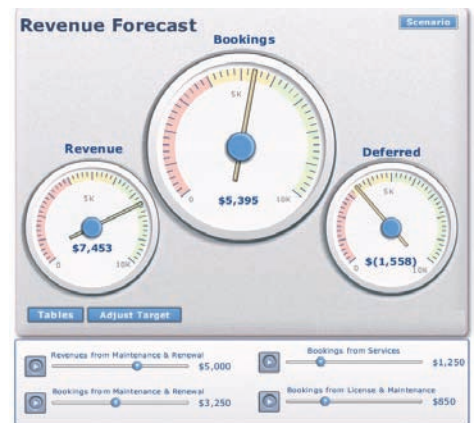 Revenue Forecast
Scenario
Bookings
5K
0
10K
$5,395
Revenue
5K
$7,453
0
10K
Deferred
5K
$(1,558)
0
10K
Tables
Adjust Target
Revenues from Maintenance & Renewal
$5,000
Bookings from Services
$1,250
Bookings from Maintenance & Renewal
$3,250
Bookings from License & Maintenance
$850